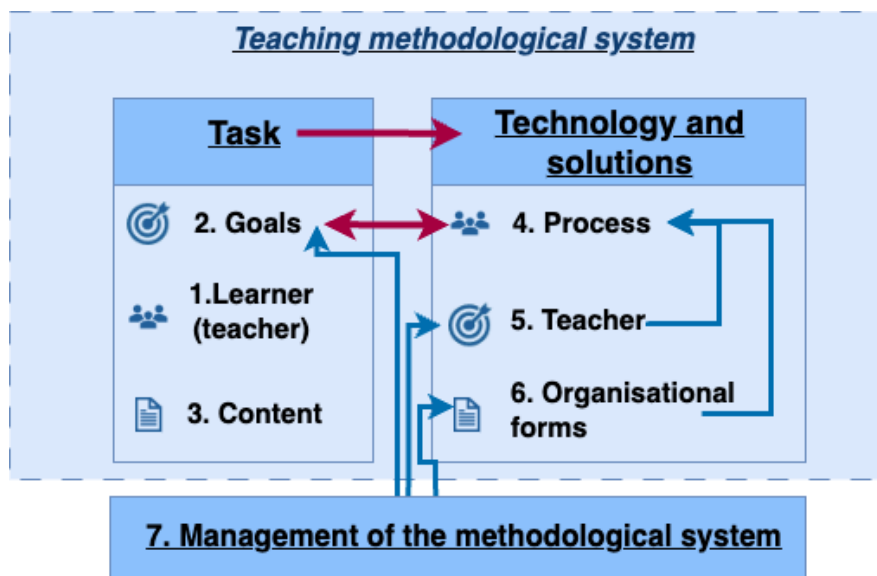 Teaching methodological system
Task
Technology and
solutions
2. Goals
1.Learner
(teacher)
3. Content
4. Process
5. Teacher
6. Organisational
forms
7. Management of the methodological system